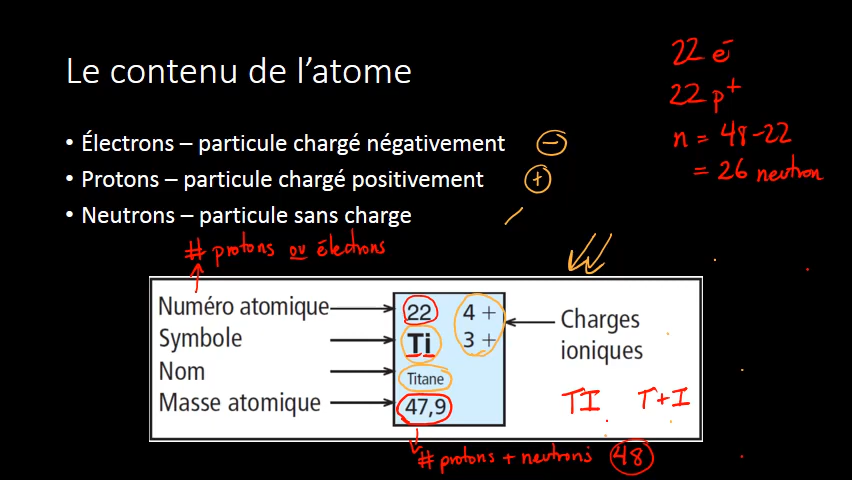 Le contenu de l'atome
• Électrons – particule chargé négativement −
• Protons – particule chargé positivement +
• Neutrons – particule sans charge
22 e-
22 p+
n = 48-22
= 26 neutron
# protons ou électrons
Numéro atomique
Symbole
Nom
Masse atomique
22 4 +
Ti 3 +
Titane
47,9
Charges
ioniques
TI T+I
# protons + neutrons 48